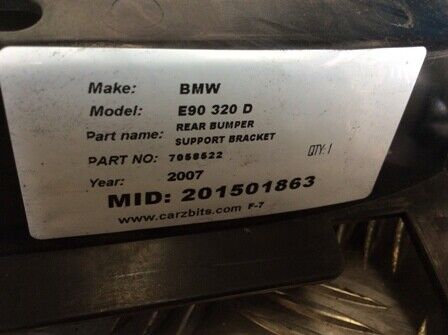 Make: BMW
Model: E90 320 D
Part name: REAR BUMPER
SUPPORT BRACKET
PART NO: 7058522 QTY:1
Year: 2007
MID: 201501863
www.carzbits.com F-7